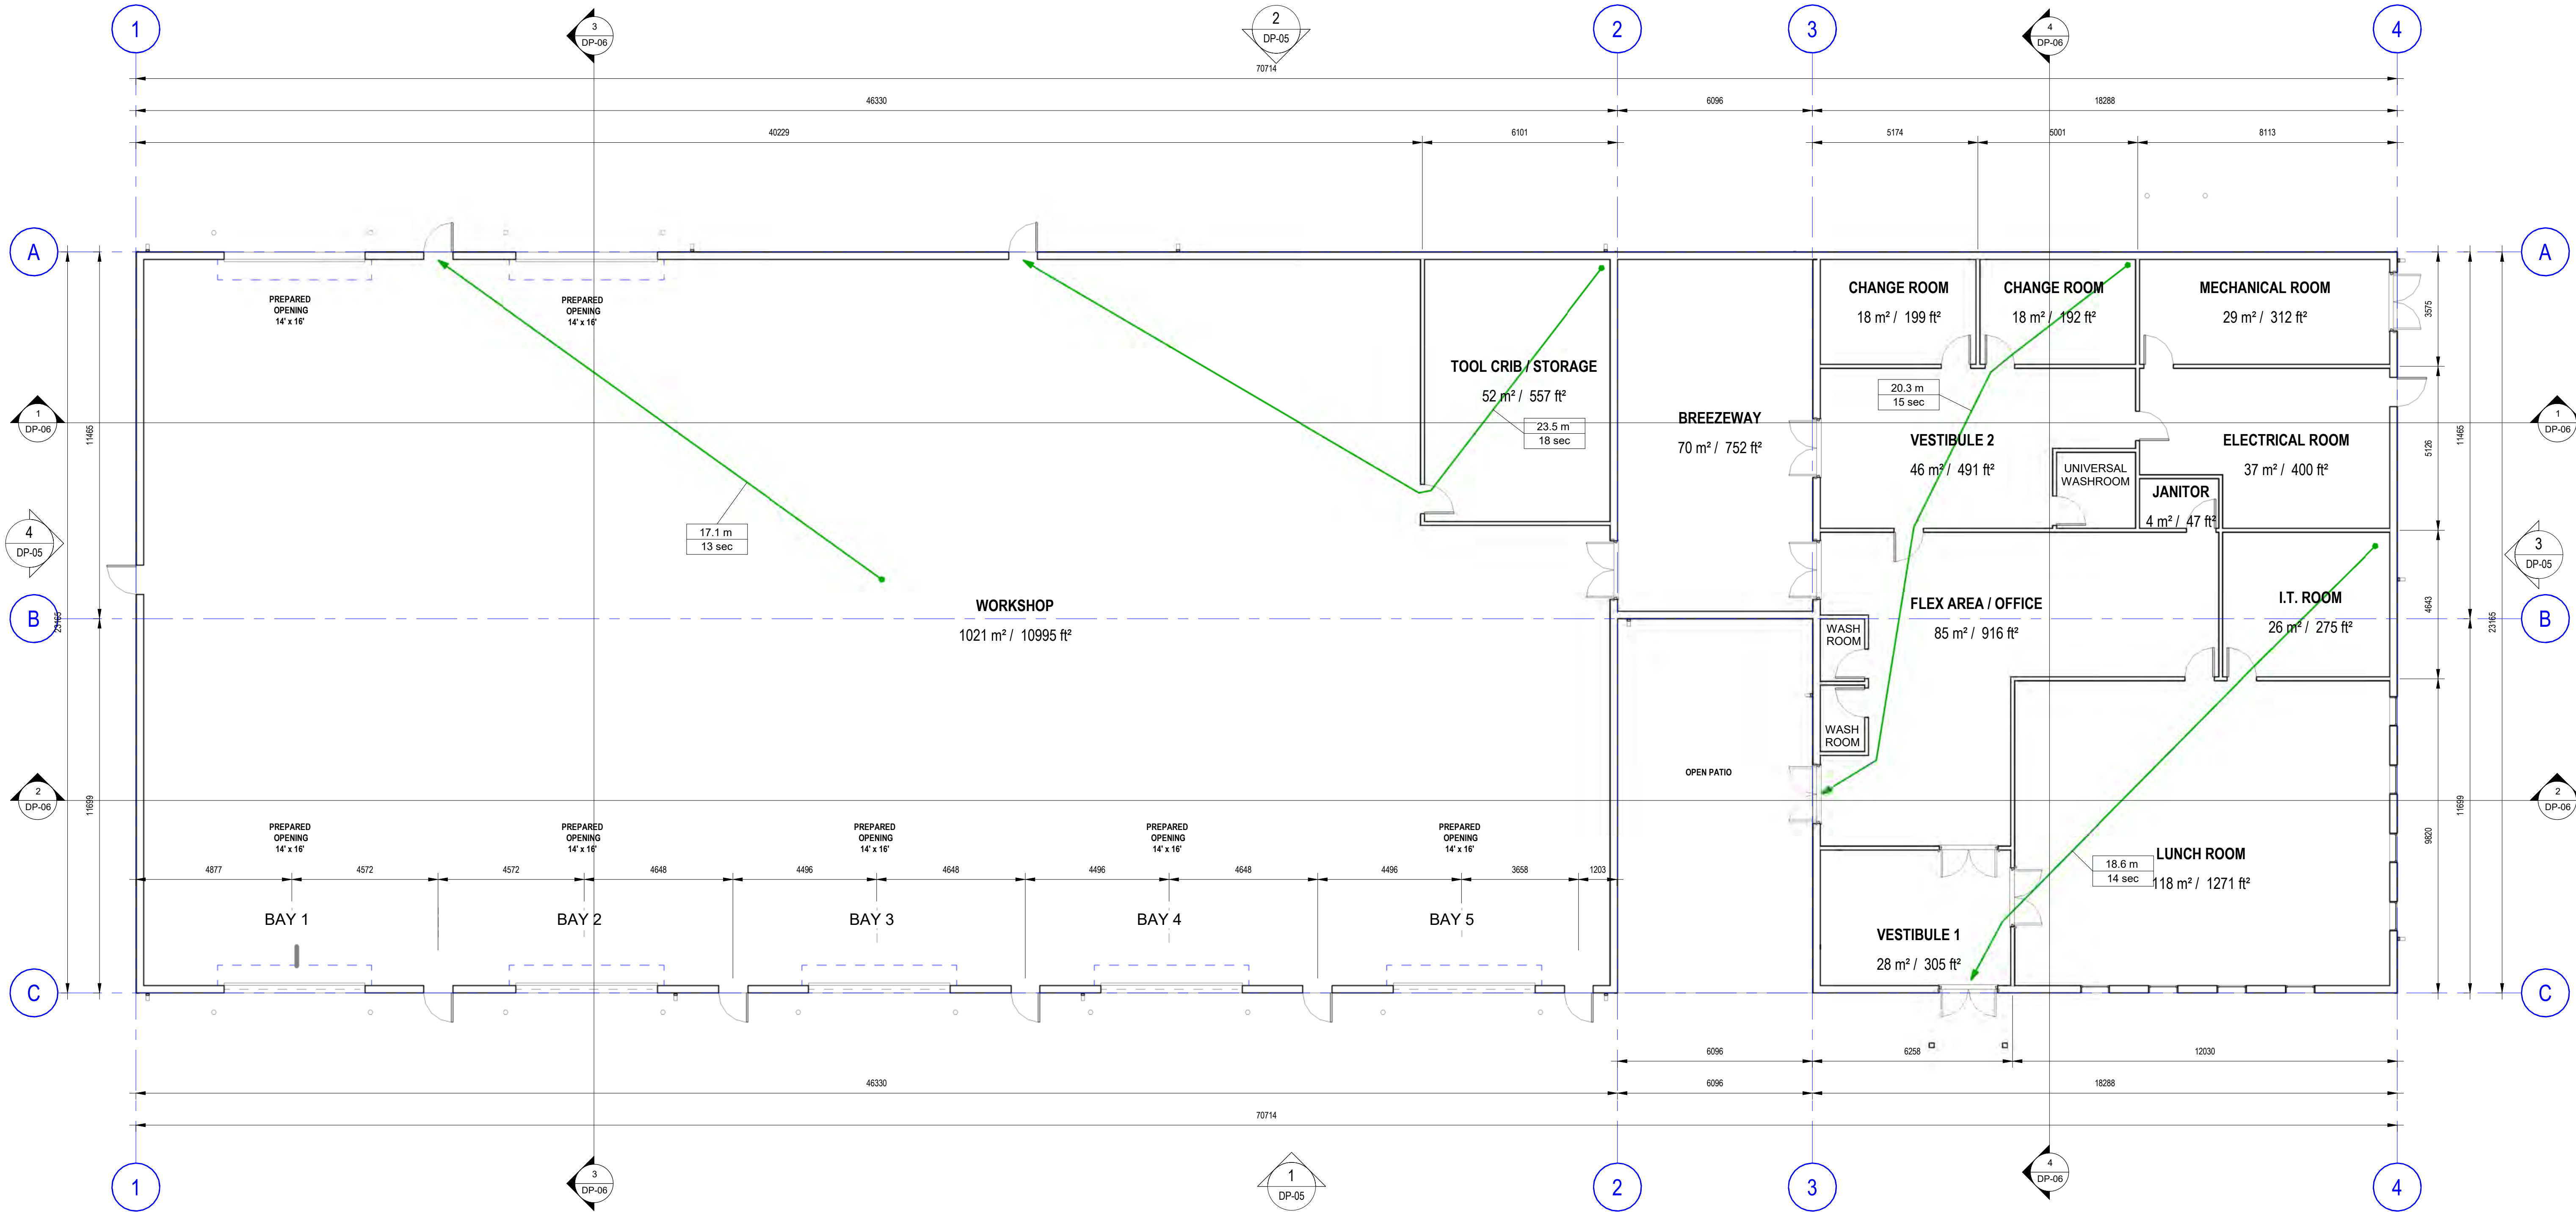 1
3
DP-06
2
DP-05
2
3
4
DP-06
4
70714
46330
6096
18288
40229
6101
5174
5001
8113
A
A
PREPARED
OPENING
14' x 16'
PREPARED
OPENING
14' x 16'
CHANGE ROOM
18 m² / 199 ft²
CHANGE ROOM
18 m² / 192 ft²
MECHANICAL ROOM
29 m² / 312 ft²
3575
TOOL CRIB / STORAGE
52 m² / 557 ft²
23.5 m
18 sec
20.3 m
15 sec
1
DP-06
1
DP-06
11465
BREEZEWAY
70 m² / 752 ft²
VESTIBULE 2
46 m² / 491 ft²
UNIVERSAL
WASHROOM
ELECTRICAL ROOM
37 m² / 400 ft²
JANITOR
4 m² / 47 ft²
5126
11465
4
DP-05
17.1 m
13 sec
3
DP-05
WORKSHOP
1021 m² / 10995 ft²
FLEX AREA / OFFICE
85 m² / 916 ft²
I.T. ROOM
26 m² / 275 ft²
4643
B
23165
B
23165
WASH
ROOM
WASH
ROOM
OPEN PATIO
2
DP-06
2
DP-06
11699
11699
9820
PREPARED
OPENING
14' x 16'
PREPARED
OPENING
14' x 16'
PREPARED
OPENING
14' x 16'
PREPARED
OPENING
14' x 16'
PREPARED
OPENING
14' x 16'
4877
4572
4572
4648
4496
4648
4496
4648
4496
3658
1203
BAY 1
BAY 2
BAY 3
BAY 4
BAY 5
LUNCH ROOM
118 m² / 1271 ft²
18.6 m
14 sec
VESTIBULE 1
28 m² / 305 ft²
C
C
6096
6258
12030
46330
6096
18288
70714
1
3
DP-06
1
DP-05
2
3
4
DP-06
4